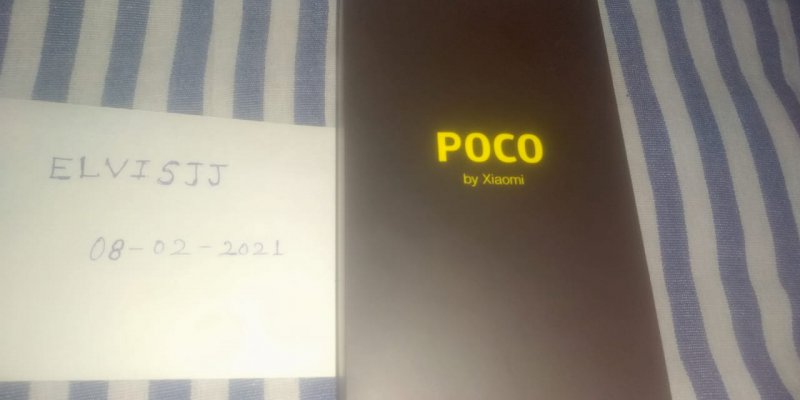 ELVISJJ
08-02-2021
POCO
by Xiaomi